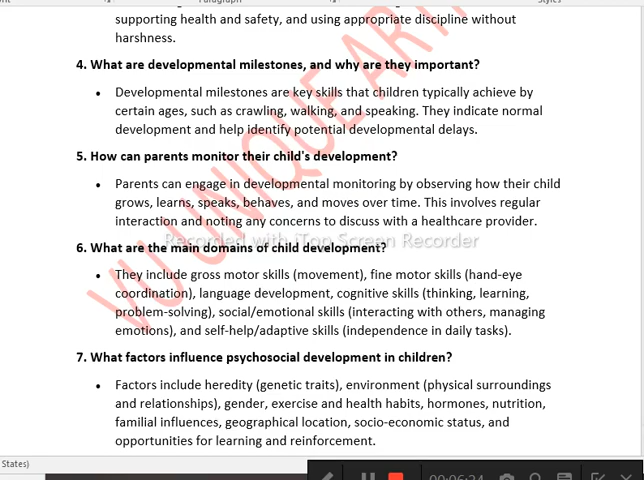 Paragraph
Styles
supporting health and safety, and using appropriate discipline without
harshness.
4. What are developmental milestones, and why are they important?
• Developmental milestones are key skills that children typically achieve by
certain ages, such as crawling, walking, and speaking. They indicate normal
development and help identify potential developmental delays.
5. How can parents monitor their child's development?
• Parents can engage in developmental monitoring by observing how their child
grows, learns, speaks, behaves, and moves over time. This involves regular
interaction and noting any concerns to discuss with a healthcare provider.
Recorded with iTop Screen Recorder
6. What are the main domains of child development?
• They include gross motor skills (movement), fine motor skills (hand-eye
coordination), language development, cognitive skills (thinking, learning,
problem-solving), social/emotional skills (interacting with others, managing
emotions), and self-help/adaptive skills (independence in daily tasks).
7. What factors influence psychosocial development in children?
• Factors include heredity (genetic traits), environment (physical surroundings
and relationships), gender, exercise and health habits, hormones, nutrition,
familial influences, geographical location, socio-economic status, and
opportunities for learning and reinforcement.
VU UNIQUE
States)
00:06:24